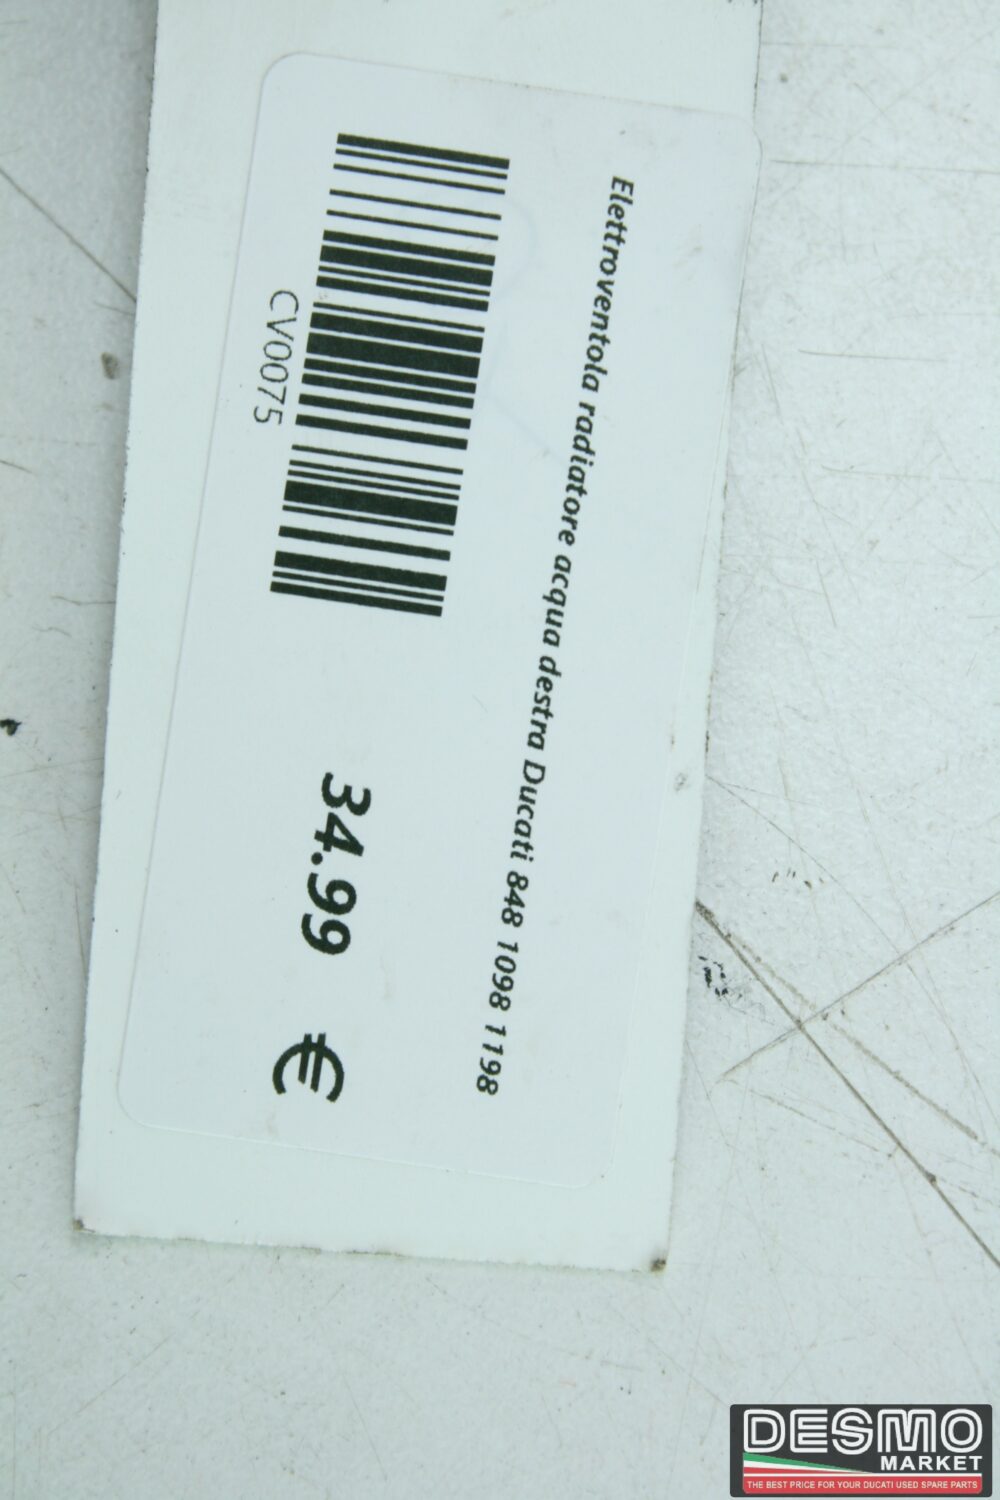 Elettroventola radiatore acqua destra Ducati 848 1098 1198
CV0075
34.99 €
DESMO
MARKET
THE BEST PRICE FOR YOUR DUCATI USED SPARE PARTS